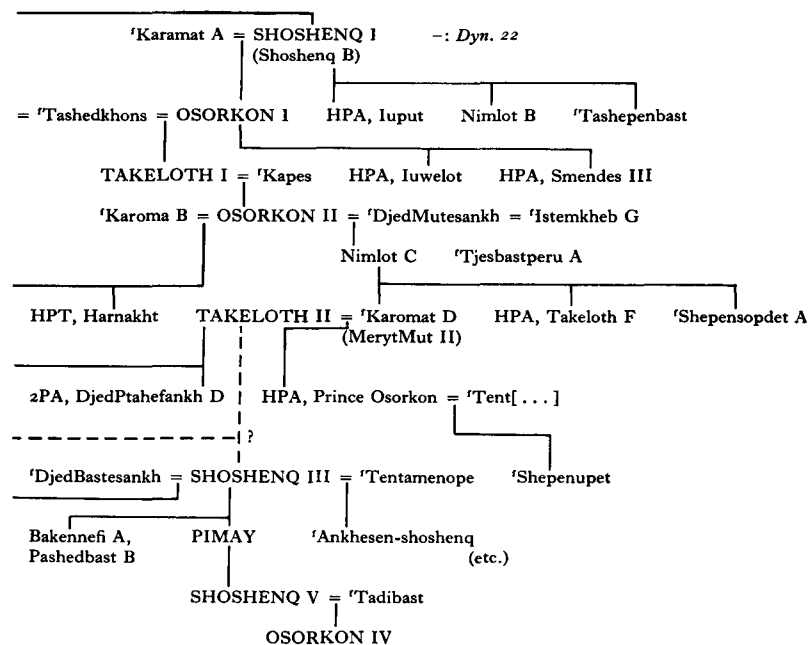 ᶠKaramat A = SHOSHENQ I –: Dyn. 22
(Shoshenq B)
HPA, Iuput Nimlot B ᶠTashepenbast
= ᶠTashedkhons = OSORKON I
TAKELOTH I = ᶠKapes HPA, Iuwelot HPA, Smendes III
ᶠKaroma B = OSORKON II = ᶠDjedMutesankh = ᶠIstemkheb G
Nimlot C ᶠTjesbastperu A
HPT, Harnakht TAKELOTH II = ᶠKaromat D HPA, Takeloth F ᶠShepensopdet A
(MerytMut II)
2PA, DjedPtahefankh D HPA, Prince Osorkon = ᶠTent[ . . . ]
?
ᶠDjedBastesankh = SHOSHENQ III = ᶠTentamenope ᶠShepenupet
Bakennefi A, PIMAY ᶠAnkhesen-shoshenq
Pashedbast B (etc.)
SHOSHENQ V = ᶠTadibast
OSORKON IV